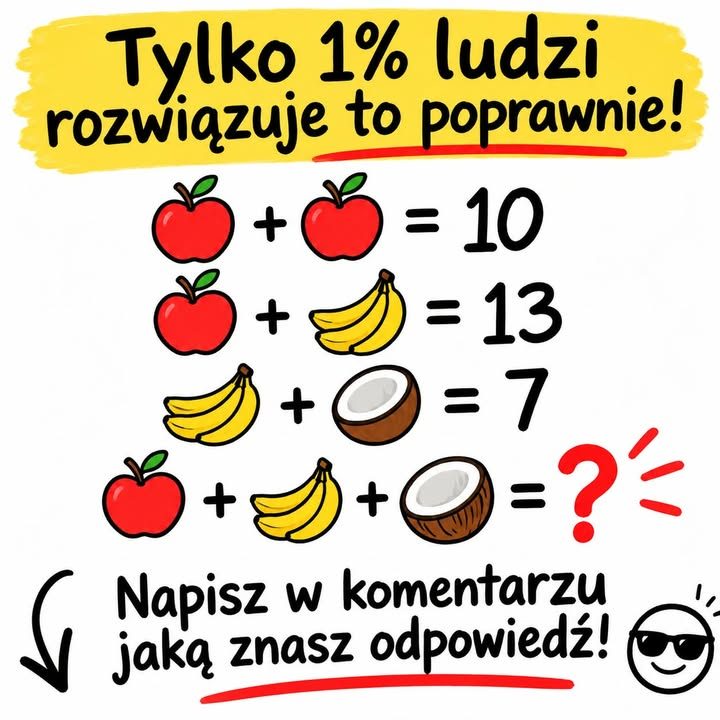 Tylko 1% ludzi
rozwiązuje to poprawnie!
+ = 10
+ = 13
+ = 7
+ + = ?
Napisz w komentarzu
jaką znasz odpowiedź!